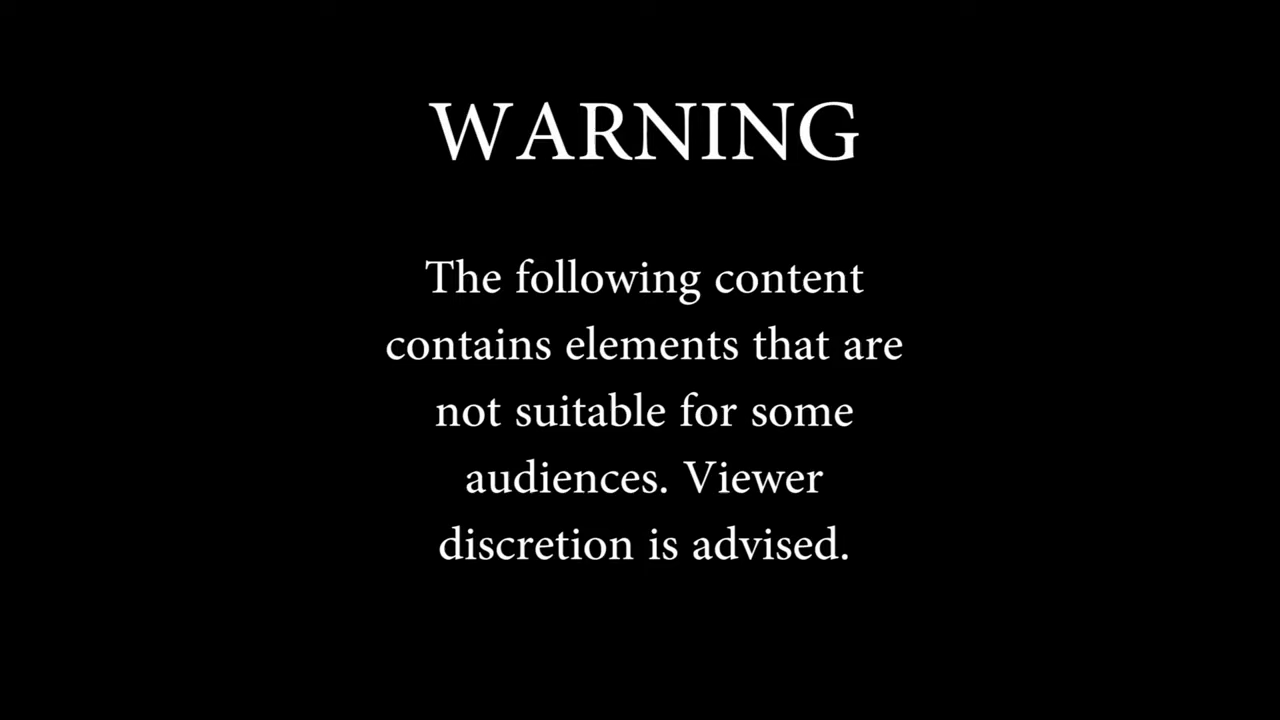 WARNING
The following content
contains elements that are
not suitable for some
audiences. Viewer
discretion is advised.